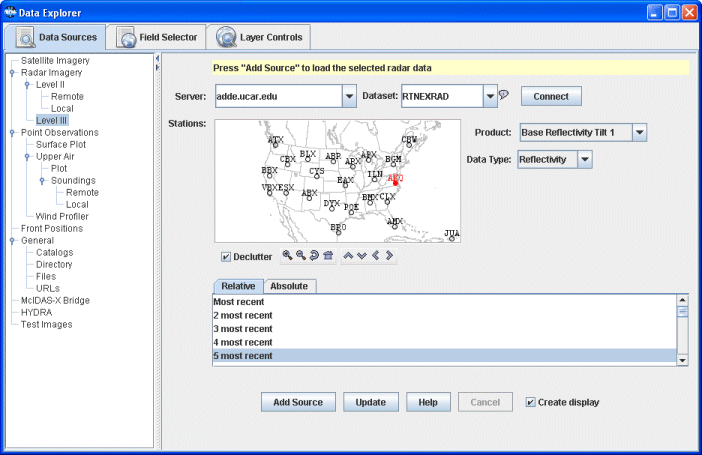 Data Explorer
Data Sources Field Selector Layer Controls
Satellite Imagery
Radar Imagery
Level II
Remote
Local
Level III
Point Observations
Surface Plot
Upper Air
Plot
Soundings
Remote
Local
Wind Profiler
Front Positions
General
Catalogs
Directory
Files
URLs
McIDAS-X Bridge
HYDRA
Test Images
Press "Add Source" to load the selected radar data
Server: adde.ucar.edu Dataset: RTNEXRAD Connect
Stations:
ATX CBW
CBX BLX ABR ABX ARX BGM
BBX CYS EAX ILN AKQ
VBX ESX ABX BMX CLX
DYX POE
BRO AMX
JUA
Product: Base Reflectivity Tilt 1
Data Type: Reflectivity
Declutter
Relative Absolute
Most recent
2 most recent
3 most recent
4 most recent
5 most recent
Add Source Update Help Cancel Create display